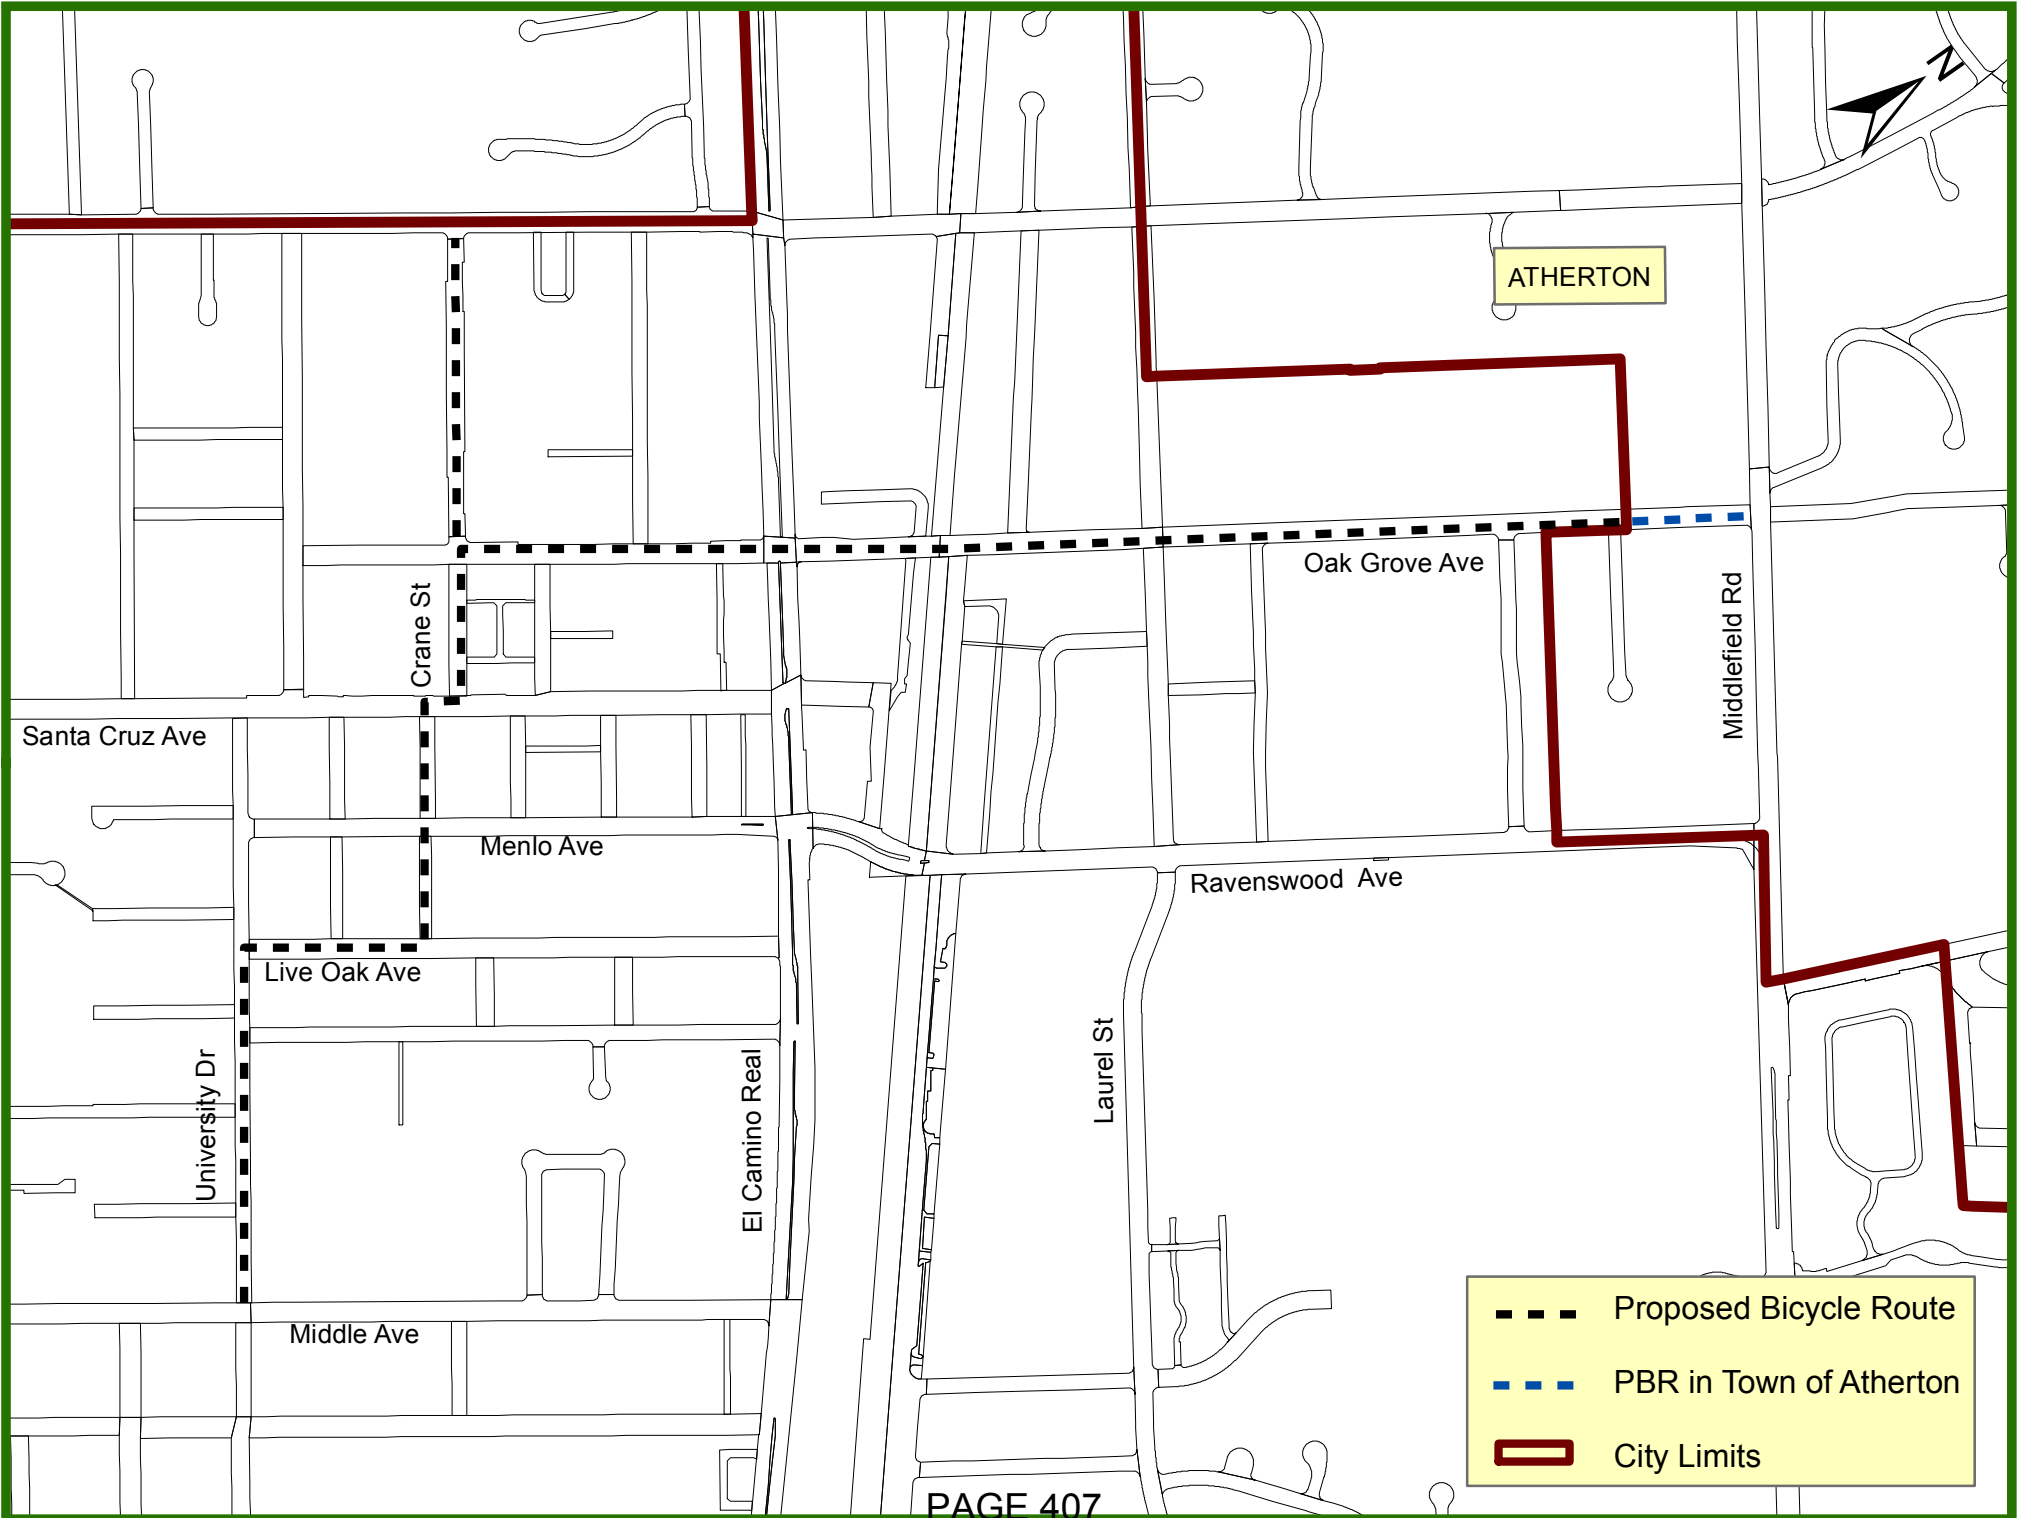 N
ATHERTON
Oak Grove Ave
Crane St
Middlefield Rd
Santa Cruz Ave
Menlo Ave
Ravenswood Ave
Live Oak Ave
University Dr
El Camino Real
Laurel St
Middle Ave
Proposed Bicycle Route
PBR in Town of Atherton
City Limits
PAGE 407